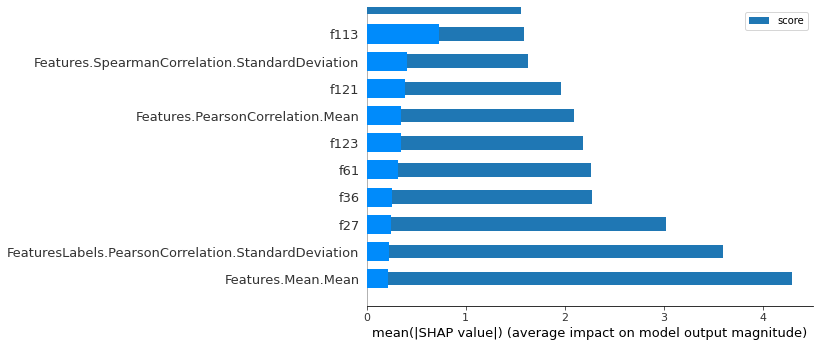 score
f113
Features.SpearmanCorrelation.StandardDeviation
f121
Features.PearsonCorrelation.Mean
f123
f61
f36
f27
FeaturesLabels.PearsonCorrelation.StandardDeviation
Features.Mean.Mean
0 1 2 3 4
mean(|SHAP value|) (average impact on model output magnitude)